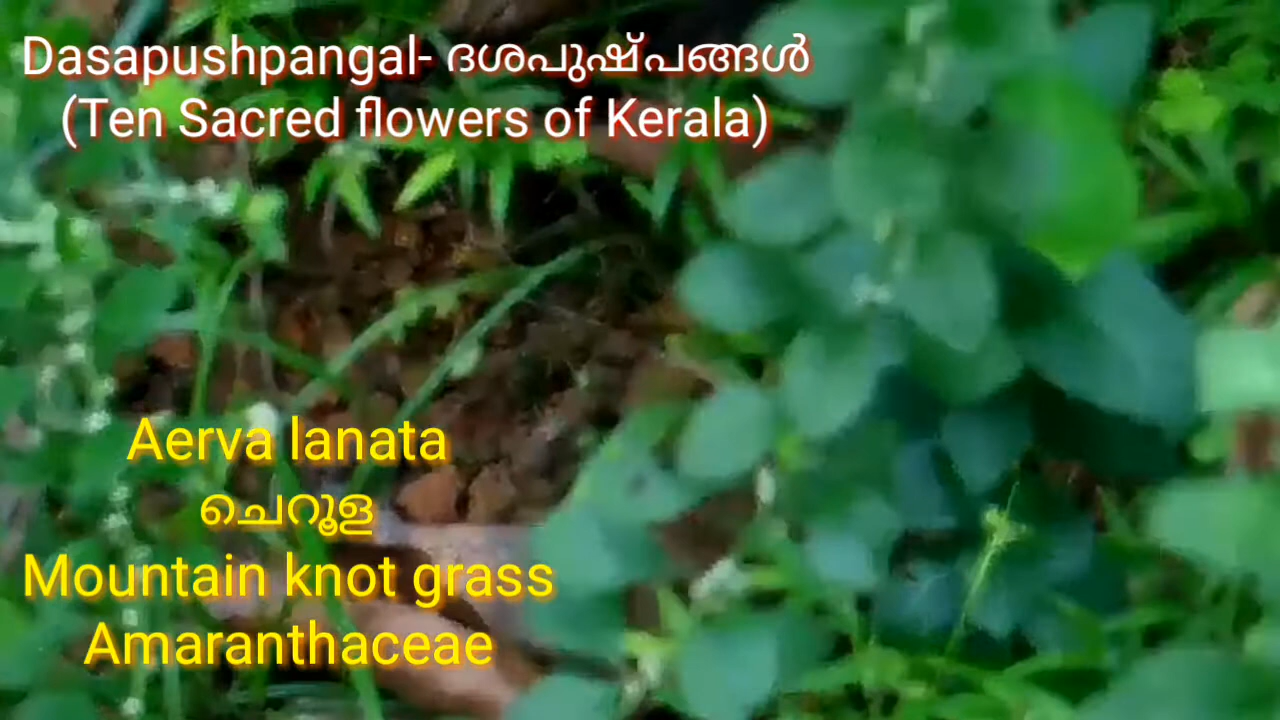 Dasapushpangal- ദശപുഷ്പങ്ങൾ
(Ten Sacred flowers of Kerala)
Aerva lanata
ചെറൂള
Mountain knot grass
Amaranthaceae